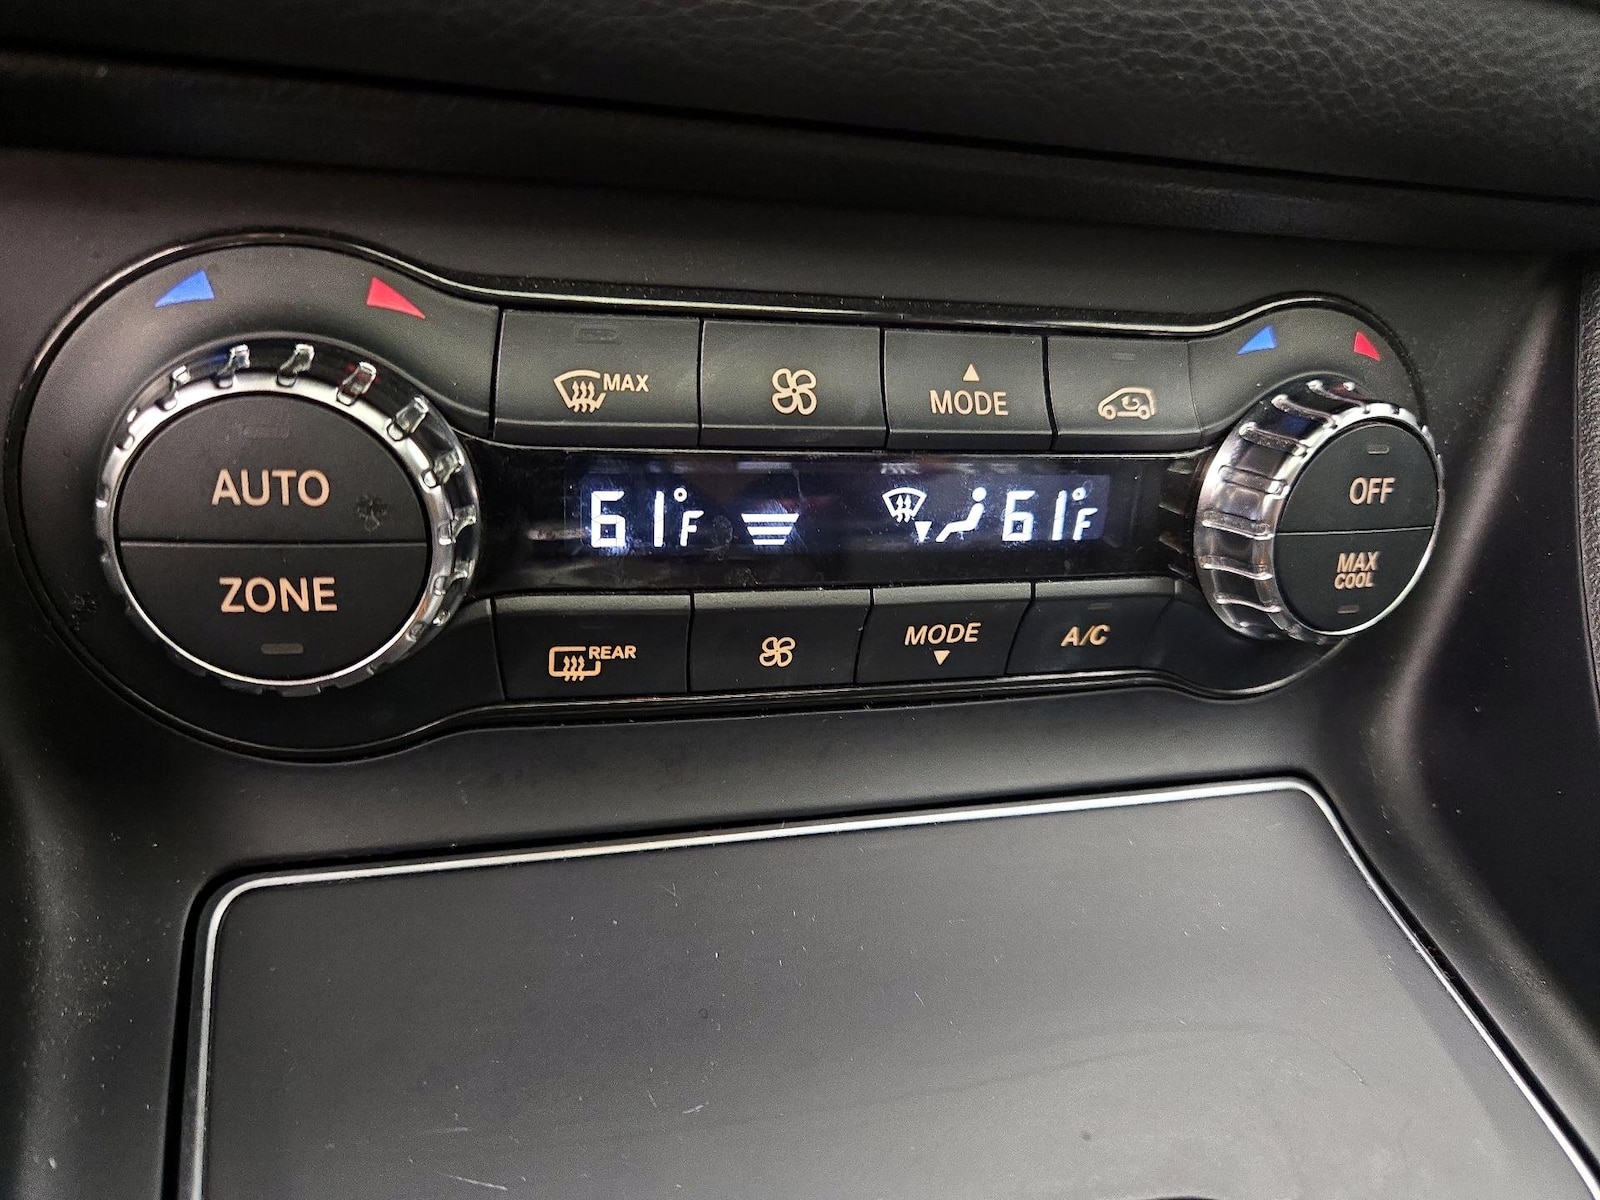 MAX
MODE
AUTO
ZONE
61°F
61°F
OFF
MAX
COOL
REAR
MODE
A/C